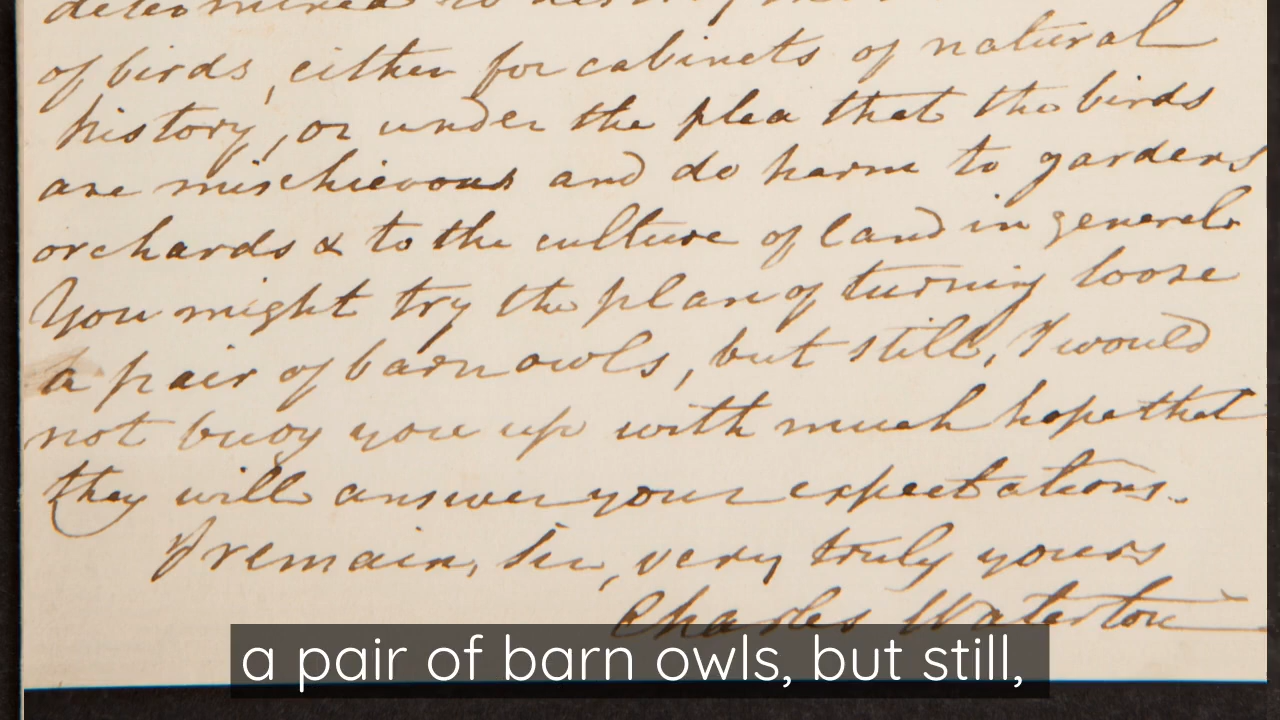 determined to destroy
of birds, either for cabinets of natural
history, or under the plea that the birds
are mischievous and do harm to gardens
orchards & to the culture of land in general.
You might try the plan of turning loose
a pair of barn owls, but still, I would
not buoy you up with much hope that
they will answer your expectations.
I remain, Sir, very truly yours
Charles Waterton
a pair of barn owls, but still,